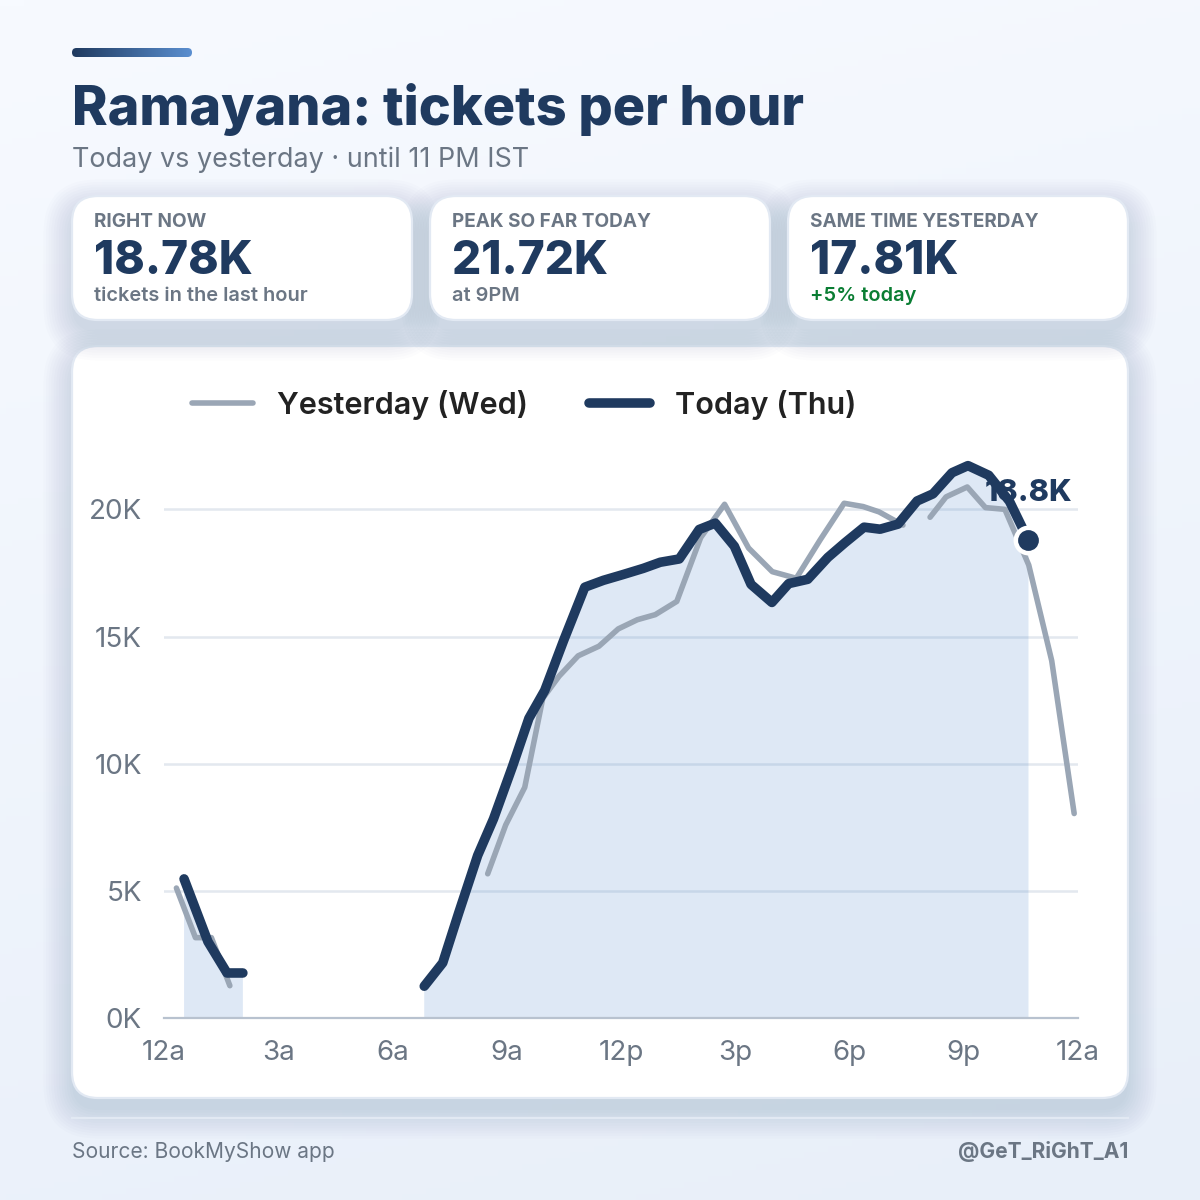 Ramayana: tickets per hour
Today vs yesterday · until 11 PM IST
RIGHT NOW
18.78K
tickets in the last hour
PEAK SO FAR TODAY
21.72K
at 9PM
SAME TIME YESTERDAY
17.81K
+5% today
Yesterday (Wed)
Today (Thu)
18.8K
20K
15K
10K
5K
0K
12a 3a 6a 9a 12p 3p 6p 9p 12a
Source: BookMyShow app
@GeT_RiGhT_A1